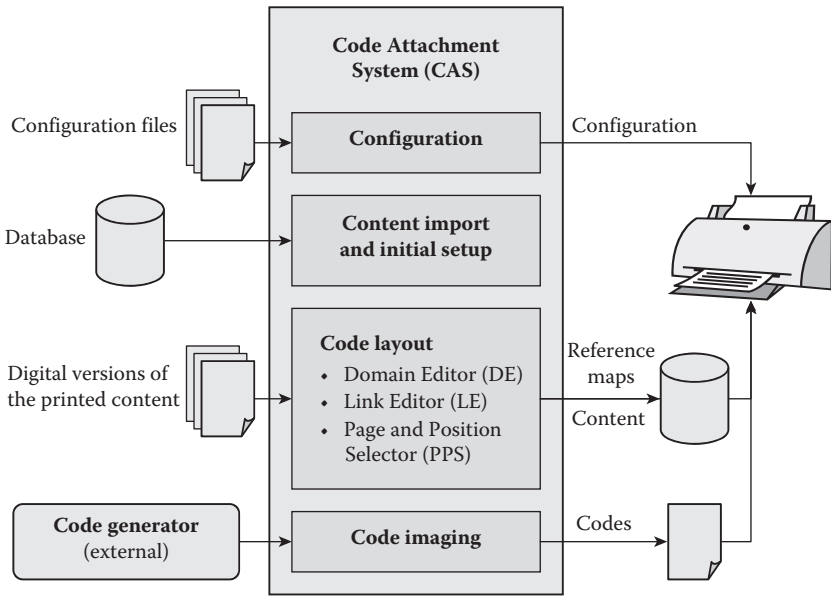 Code Attachment
System (CAS)
Configuration files
Configuration
Configuration
Database
Content import
and initial setup
Digital versions of
the printed content
Code layout
• Domain Editor (DE)
• Link Editor (LE)
• Page and Position
Selector (PPS)
Reference
maps
Content
Code generator
(external)
Code imaging
Codes